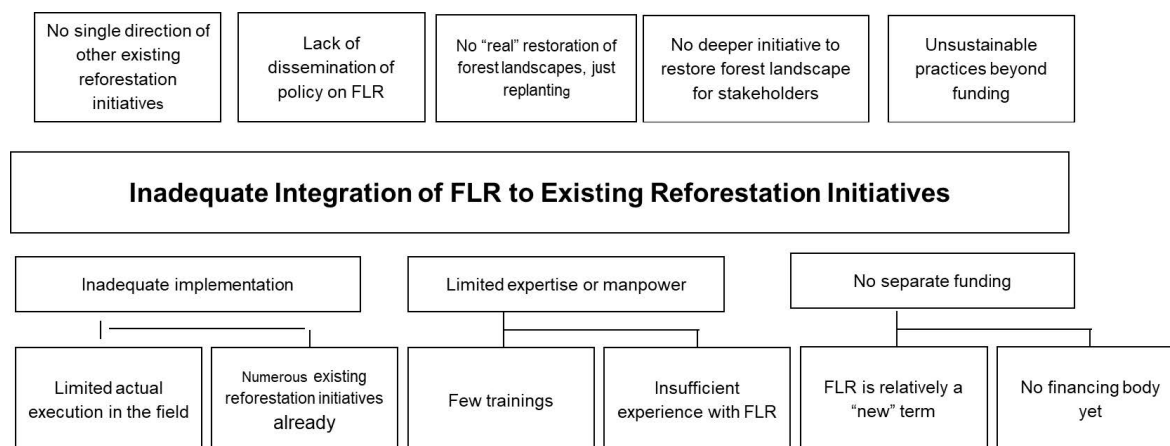 No single direction of
other existing
reforestation
initiatives
Lack of
dissemination of
policy on FLR
No “real” restoration of
forest landscapes, just
replanting
No deeper initiative to
restore forest landscape
for stakeholders
Unsustainable
practices beyond
funding
Inadequate Integration of FLR to Existing Reforestation Initiatives
Inadequate implementation
Limited expertise or manpower
No separate funding
Limited actual
execution in the field
Numerous existing
reforestation initiatives
already
Few trainings
Insufficient
experience with FLR
FLR is relatively a
“new” term
No financing body
yet